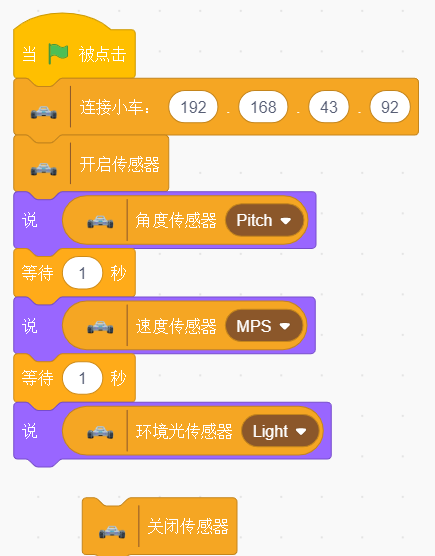 当 被点击
连接小车: 192 . 168 . 43 . 92
开启传感器
说 角度传感器 Pitch
等待 1 秒
说 速度传感器 MPS
等待 1 秒
说 环境光传感器 Light
关闭传感器